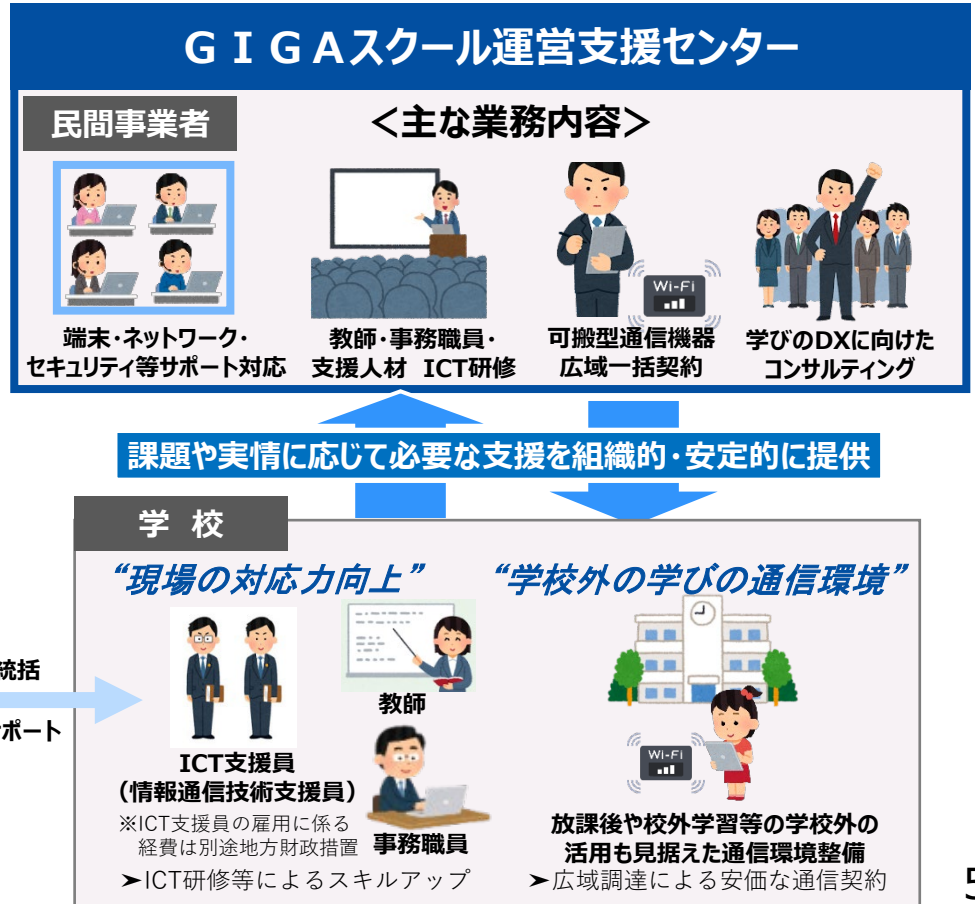 ＧＩＧＡスクール運営支援センター
民間事業者
＜主な業務内容＞
Wi-Fi
端末・ネットワーク・
セキュリティ等サポート対応
教師・事務職員・
支援人材 ICT研修
可搬型通信機器
広域一括契約
学びのDXに向けた
コンサルティング
課題や実情に応じて必要な支援を組織的・安定的に提供
学 校
“現場の対応力向上”
“学校外の学びの通信環境”
統括
ポート
教師
ICT支援員
（情報通信技術支援員）
※ICT支援員の雇用に係る
経費は別途地方財政措置
事務職員
➤ICT研修等によるスキルアップ
Wi-Fi
放課後や校外学習等の学校外の
活用も見据えた通信環境整備
➤広域調達による安価な通信契約